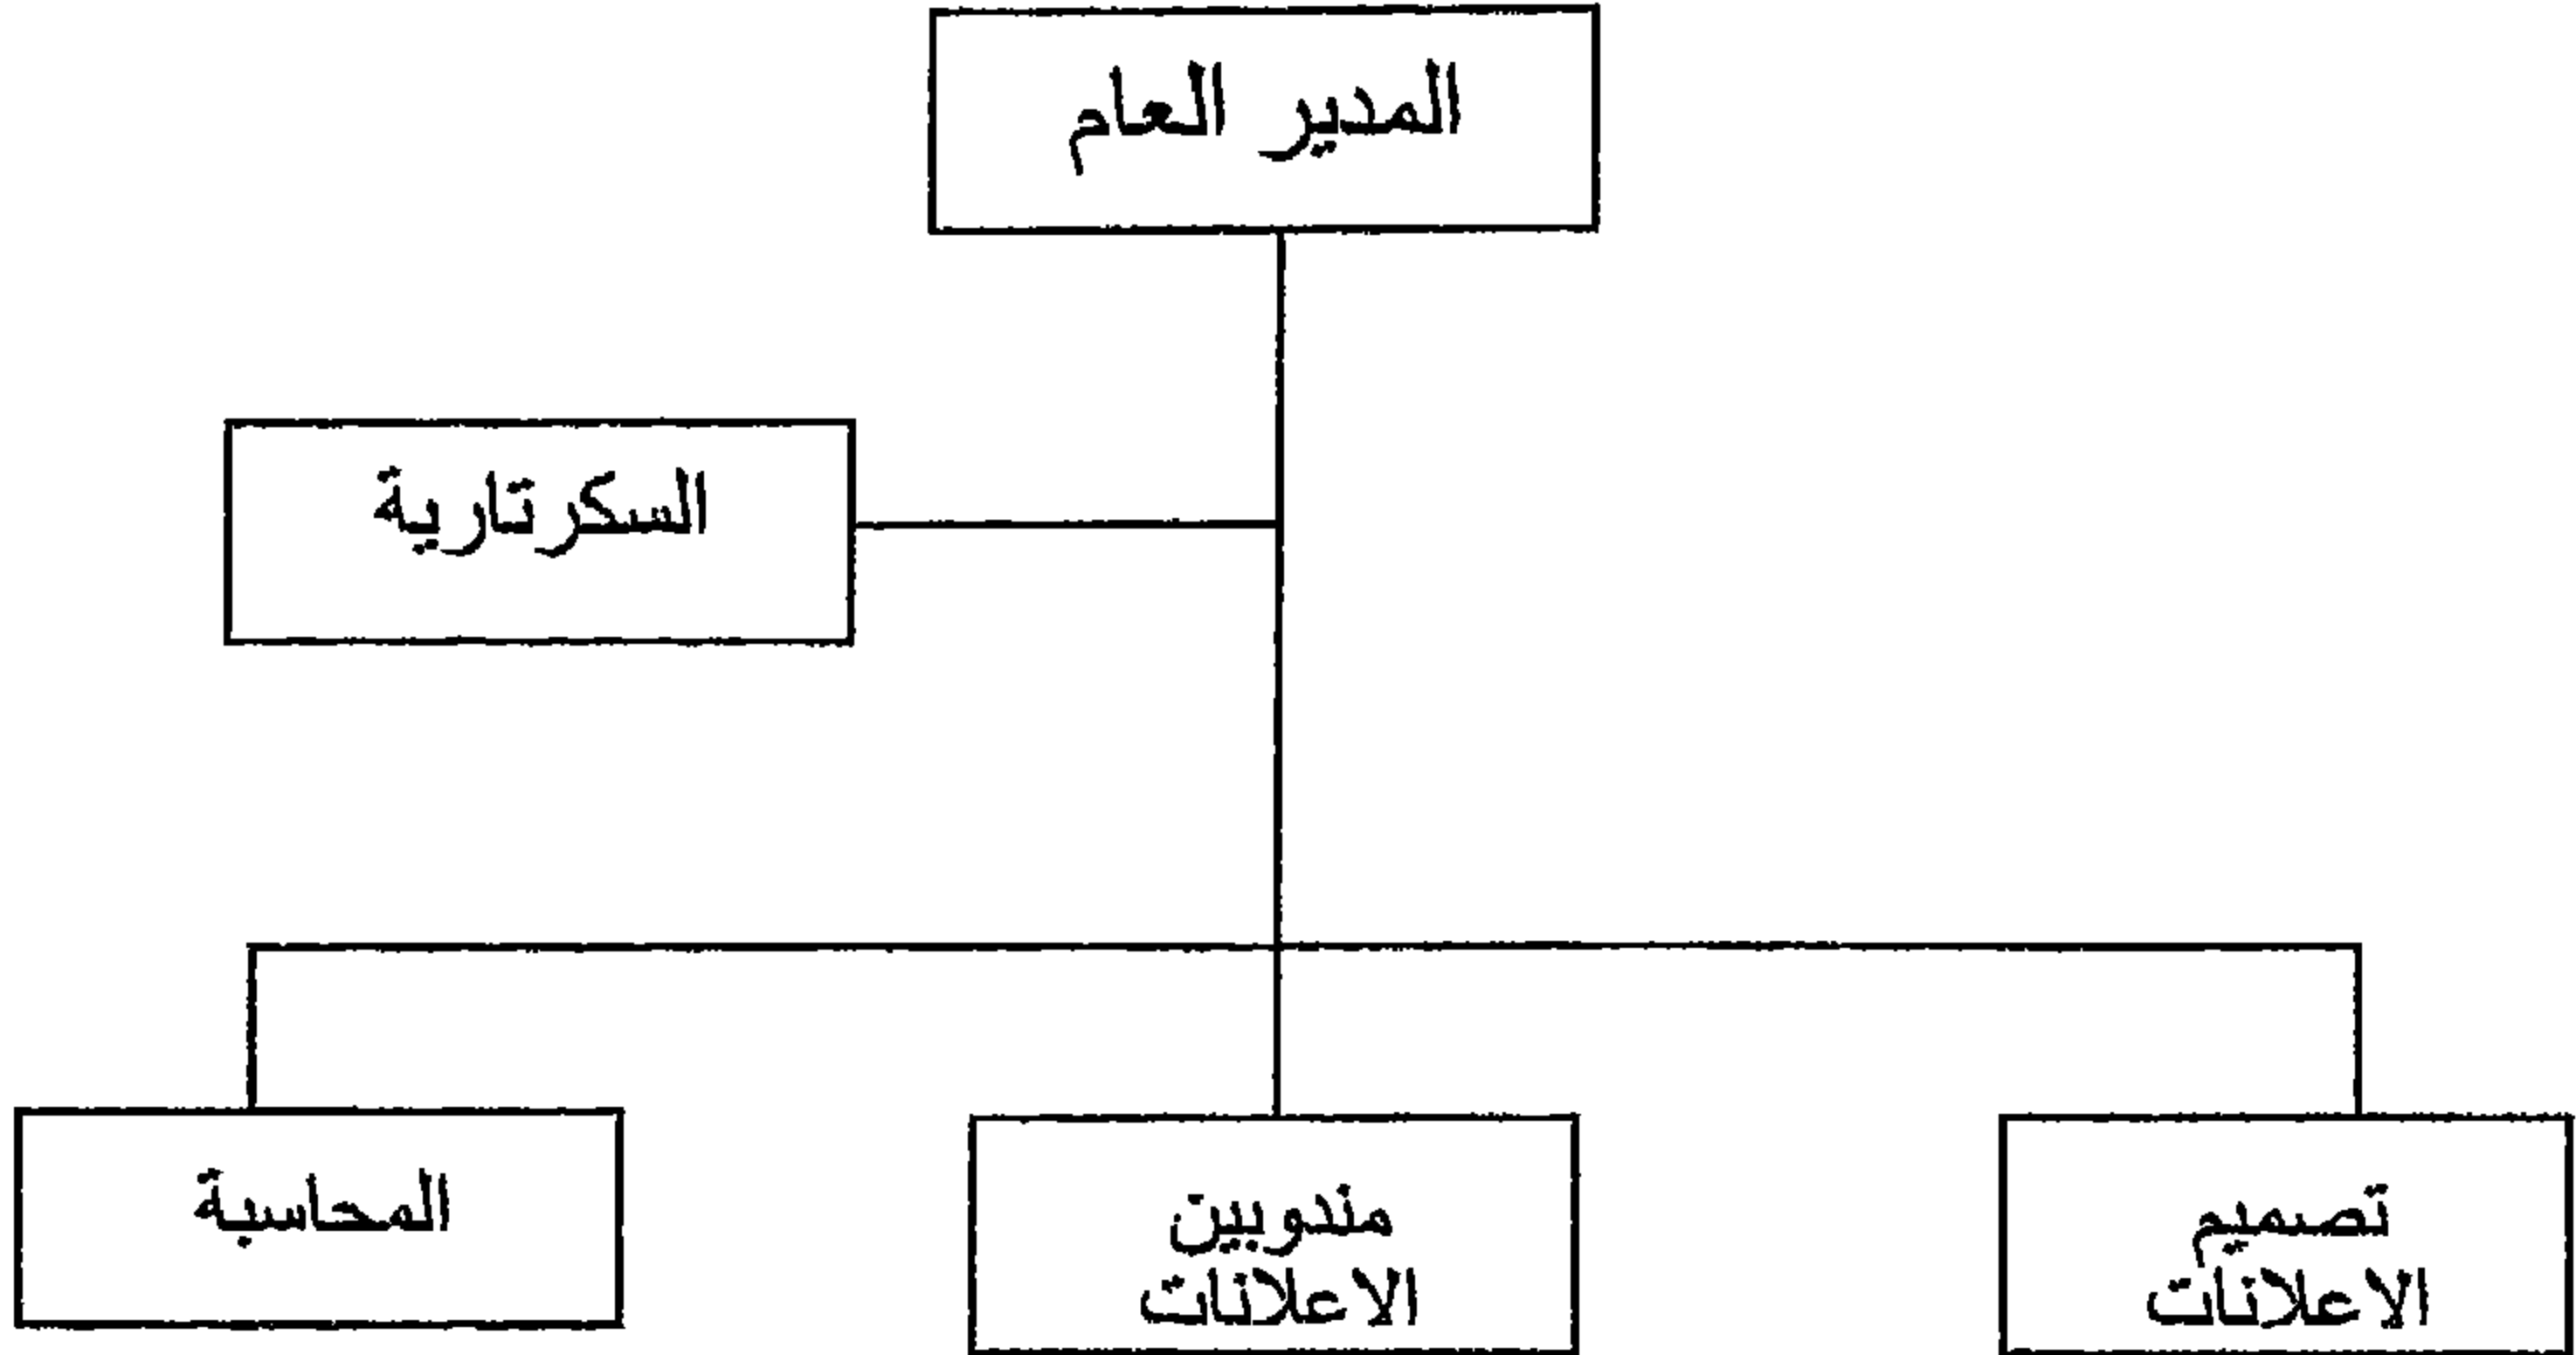 المدير العام
السكرتارية
تصميم
الاعلانات
مندوبين
الاعلانات
المحاسبة